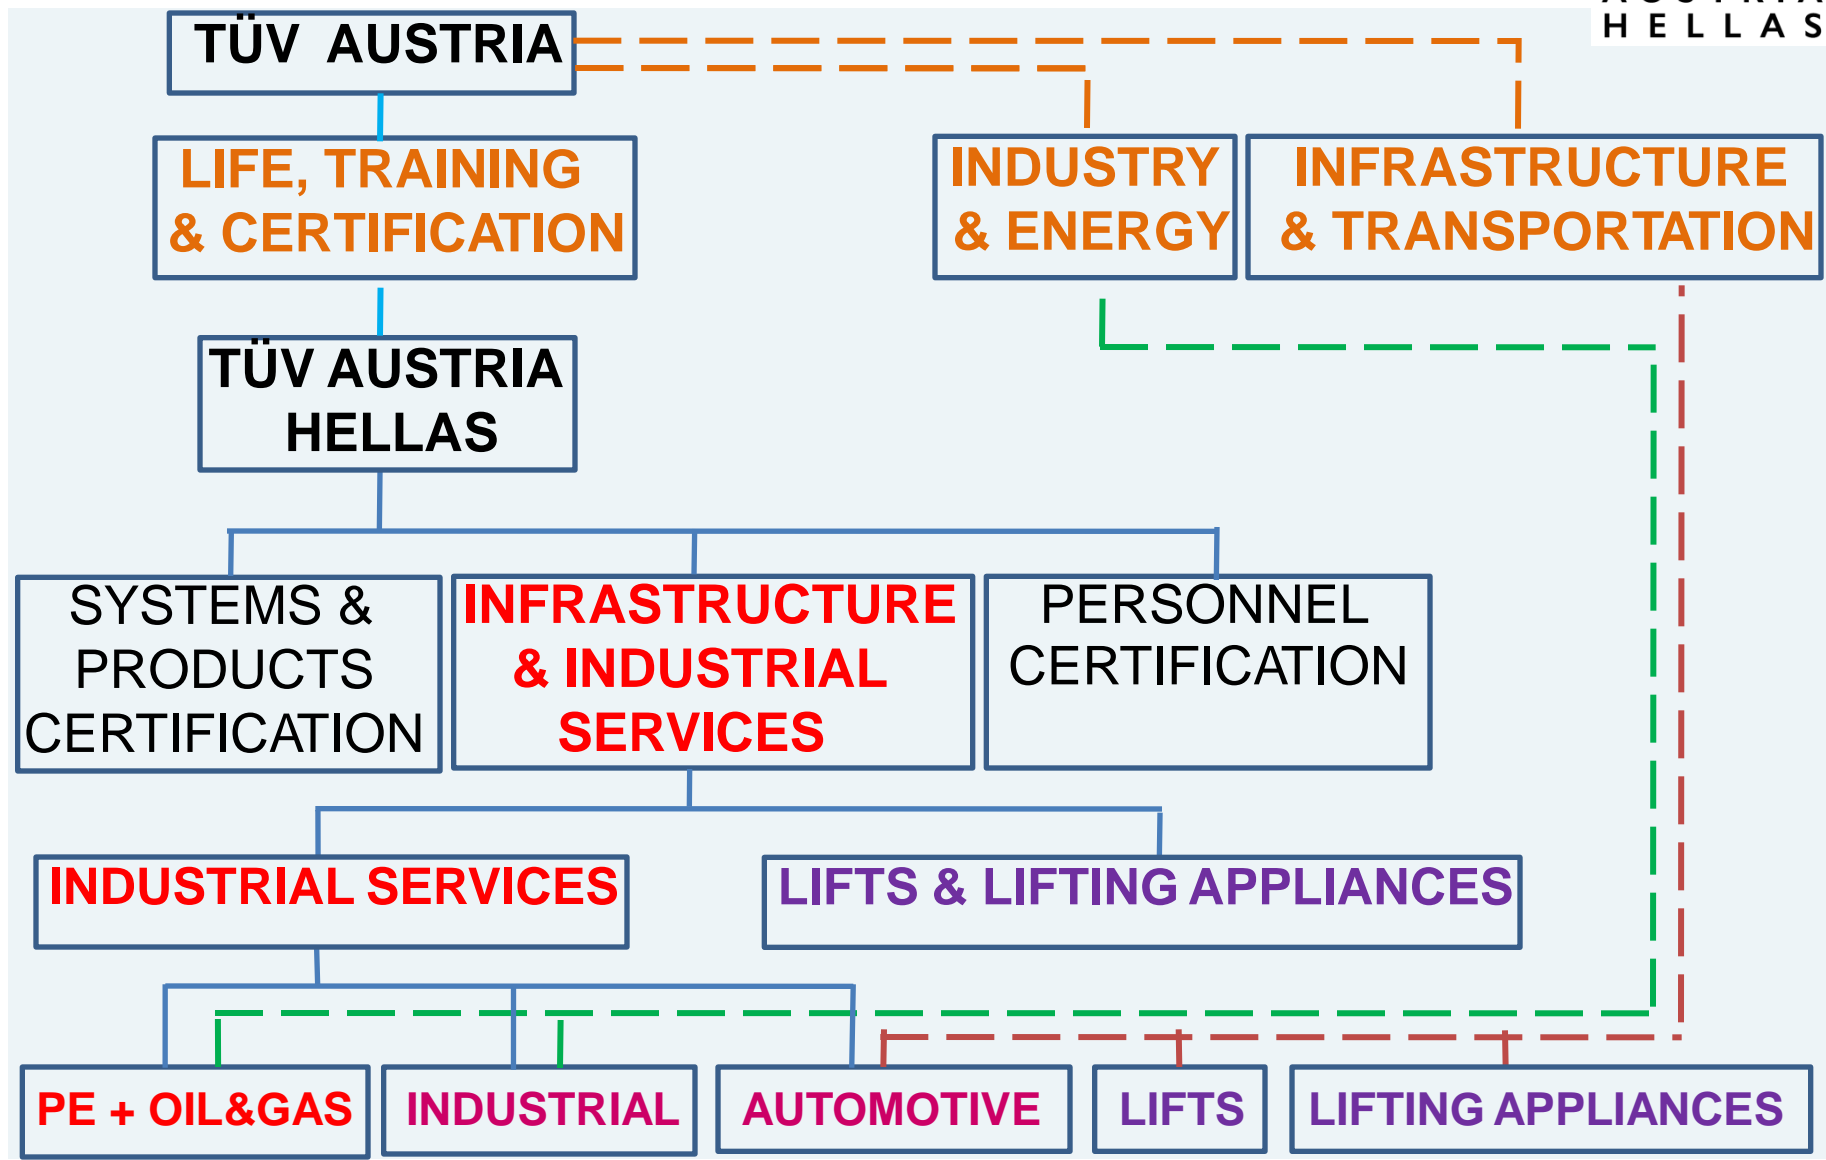 HELLAS
TÜV AUSTRIA
LIFE, TRAINING
& CERTIFICATION
INDUSTRY
& ENERGY
INFRASTRUCTURE
& TRANSPORTATION
TÜV AUSTRIA
HELLAS
SYSTEMS &
PRODUCTS
CERTIFICATION
INFRASTRUCTURE
& INDUSTRIAL
SERVICES
PERSONNEL
CERTIFICATION
INDUSTRIAL SERVICES
LIFTS & LIFTING APPLIANCES
PE + OIL&GAS
INDUSTRIAL
AUTOMOTIVE
LIFTS
LIFTING APPLIANCES